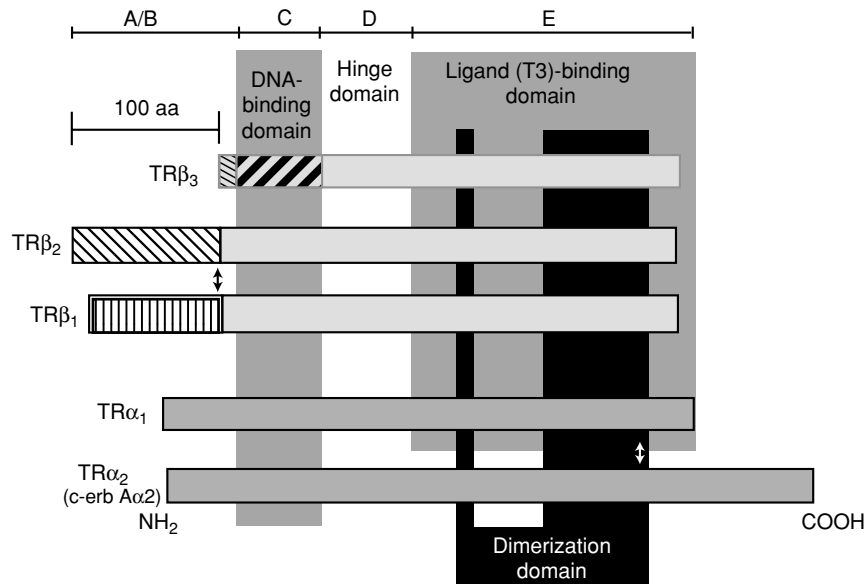 A/B C D E
DNA-
binding
domain
Hinge
domain
Ligand (T3)-binding
domain
100 aa
TRβ3
TRβ2
TRβ1
TRα1
TRα2
(c-erb Aα2)
NH2
COOH
Dimerization
domain